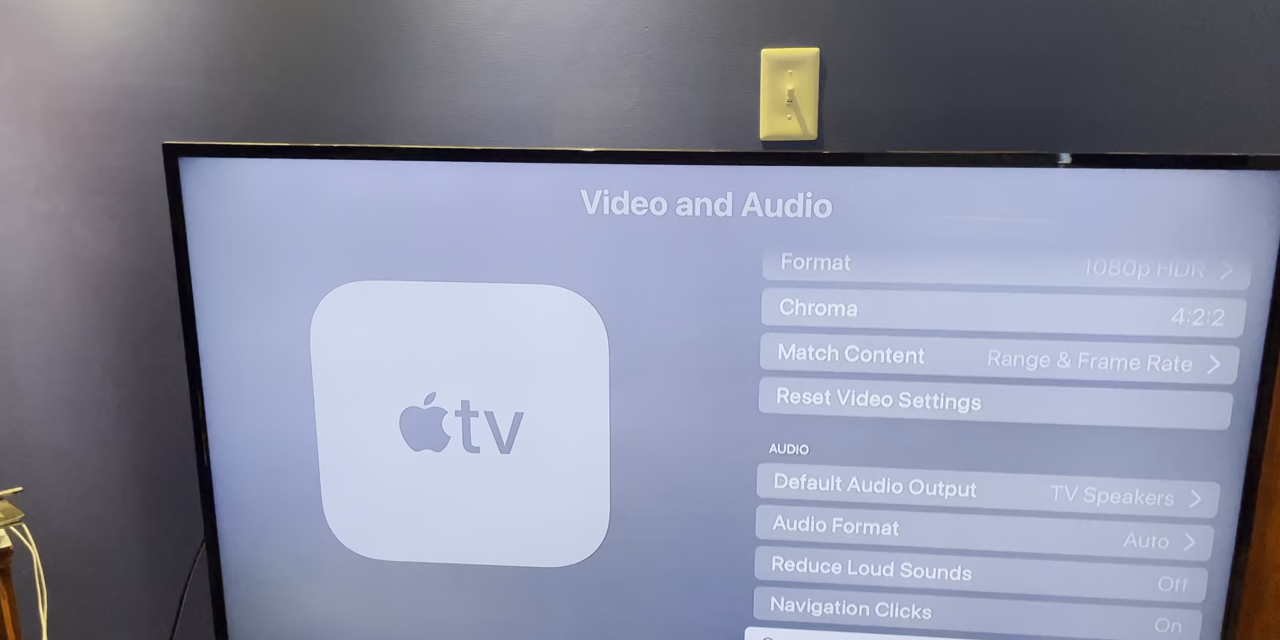 Video and Audio
Format 1080p HDR
Chroma 4:2:2
tv
Match Content Range & Frame Rate
Reset Video Settings
AUDIO
Default Audio Output TV Speakers
Audio Format Auto
Reduce Loud Sounds Off
Navigation Clicks On